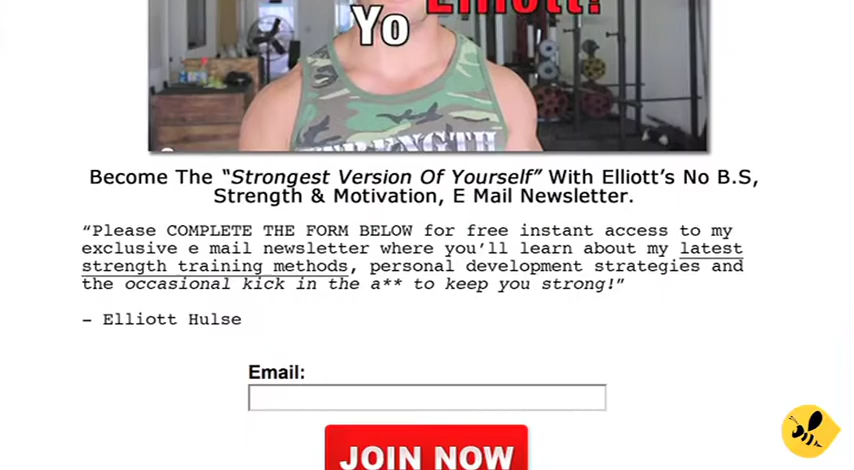 Elliott!
Yo
STRENGTH
Become The “Strongest Version Of Yourself” With Elliott’s No B.S,
Strength & Motivation, E Mail Newsletter.
“Please COMPLETE THE FORM BELOW for free instant access to my
exclusive e mail newsletter where you’ll learn about my latest
strength training methods, personal development strategies and
the occasional kick in the a** to keep you strong!”
– Elliott Hulse
Email:
JOIN NOW